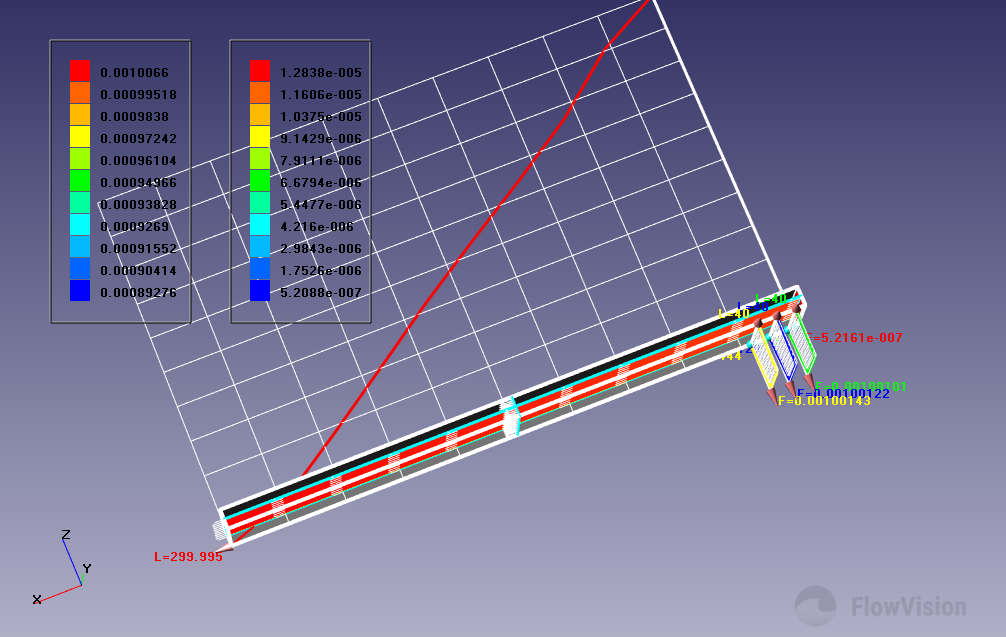 0.0010066
0.00099518
0.0009838
0.00097242
0.00096104
0.00094966
0.00093828
0.0009269
0.00091552
0.00090414
0.00089276
1.2838e-005
1.1606e-005
1.0375e-005
9.1429e-006
7.9111e-006
6.6794e-006
5.4477e-006
4.216e-006
2.9843e-006
1.7526e-006
5.2088e-007
L=40
L=40
=5.2161e-007
F=0.00100101
F=0.00100122
F=0.00100143
L=299.995
Z
Y
X
FlowVision